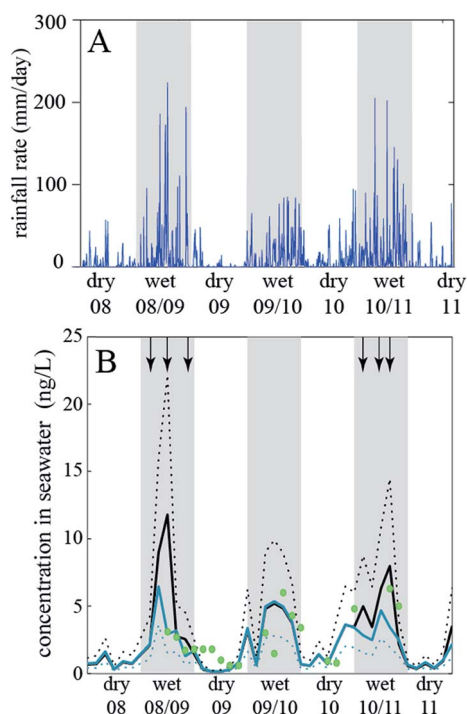 A
rainfall rate (mm/day)
300
200
100
0
dry wet dry wet dry wet dry
08 08/09 09 09/10 10 10/11 11
B
concentration in seawater (ng/L)
25
20
15
10
5
0
dry wet dry wet dry wet dry
08 08/09 09 09/10 10 10/11 11